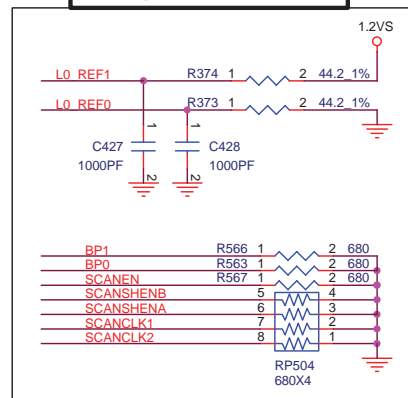 1.2VS
L0_REF1 R374 1 2 44.2_1%
L0_REF0 R373 1 2 44.2_1%
1 1
C427 C428
1000PF 1000PF
2 2
BP1 R566 1 2 680
BP0 R563 1 2 680
SCANEN R567 1 2 680
SCANSHENB 5 4
SCANSHENA 6 3
SCANCLK1 7 2
SCANCLK2 8 1
RP504
680X4